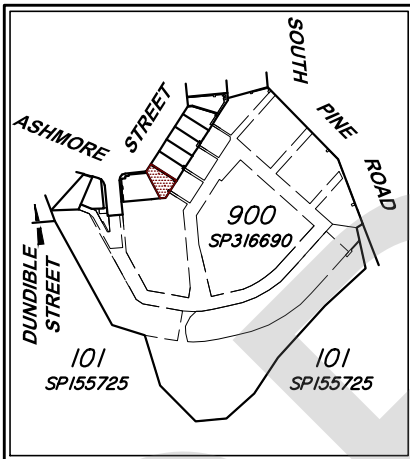 SOUTH
PINE
ROAD
ASHMORE
STREET
900
SP316690
DUNDIBLE
STREET
101
SP155725
101
SP155725